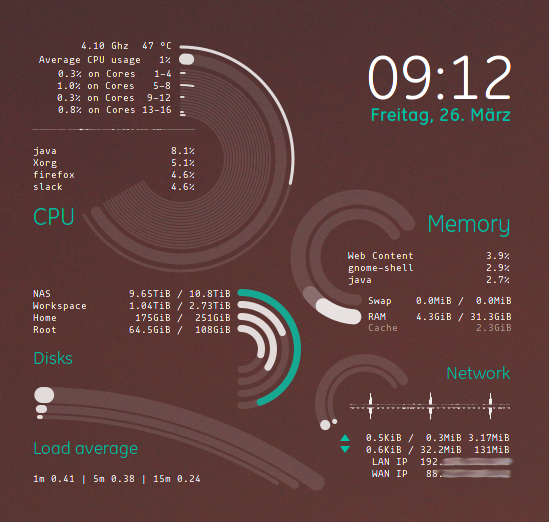 4.10 Ghz 47 °C
Average CPU usage 1%
0.3% on Cores 1-4
1.0% on Cores 5-8
0.3% on Cores 9-12
0.8% on Cores 13-16
java 8.1%
Xorg 5.1%
firefox 4.6%
slack 4.6%
CPU
09:12
Freitag, 26. März
Memory
Web Content 3.9%
gnome-shell 2.9%
java 2.7%
Swap 0.0MiB / 0.0MiB
RAM 4.3GiB / 31.3GiB
Cache 2.3GiB
NAS 9.65TiB / 10.8TiB
Workspace 1.04TiB / 2.73TiB
Home 175GiB / 251GiB
Root 64.5GiB / 108GiB
Disks
Network
0.5KiB / 0.3MiB 3.17MiB
0.6KiB / 32.2MiB 131MiB
LAN IP 192.
WAN IP 88.
Load average
1m 0.41 | 5m 0.38 | 15m 0.24